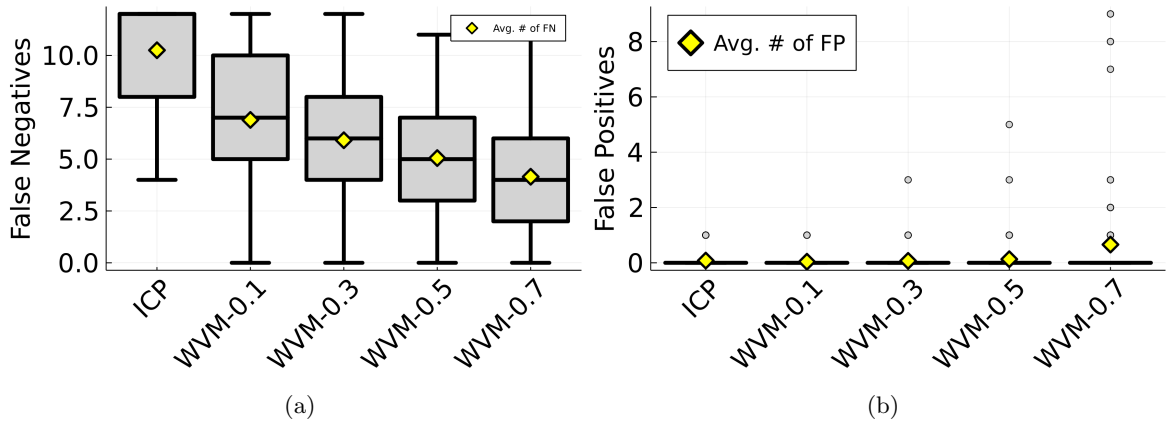 False Negatives
10.0
7.5
5.0
2.5
0.0
Avg. # of FN
ICP
WVM-0.1
WVM-0.3
WVM-0.5
WVM-0.7
(a)
False Positives
8
6
4
2
0
Avg. # of FP
ICP
WVM-0.1
WVM-0.3
WVM-0.5
WVM-0.7
(b)